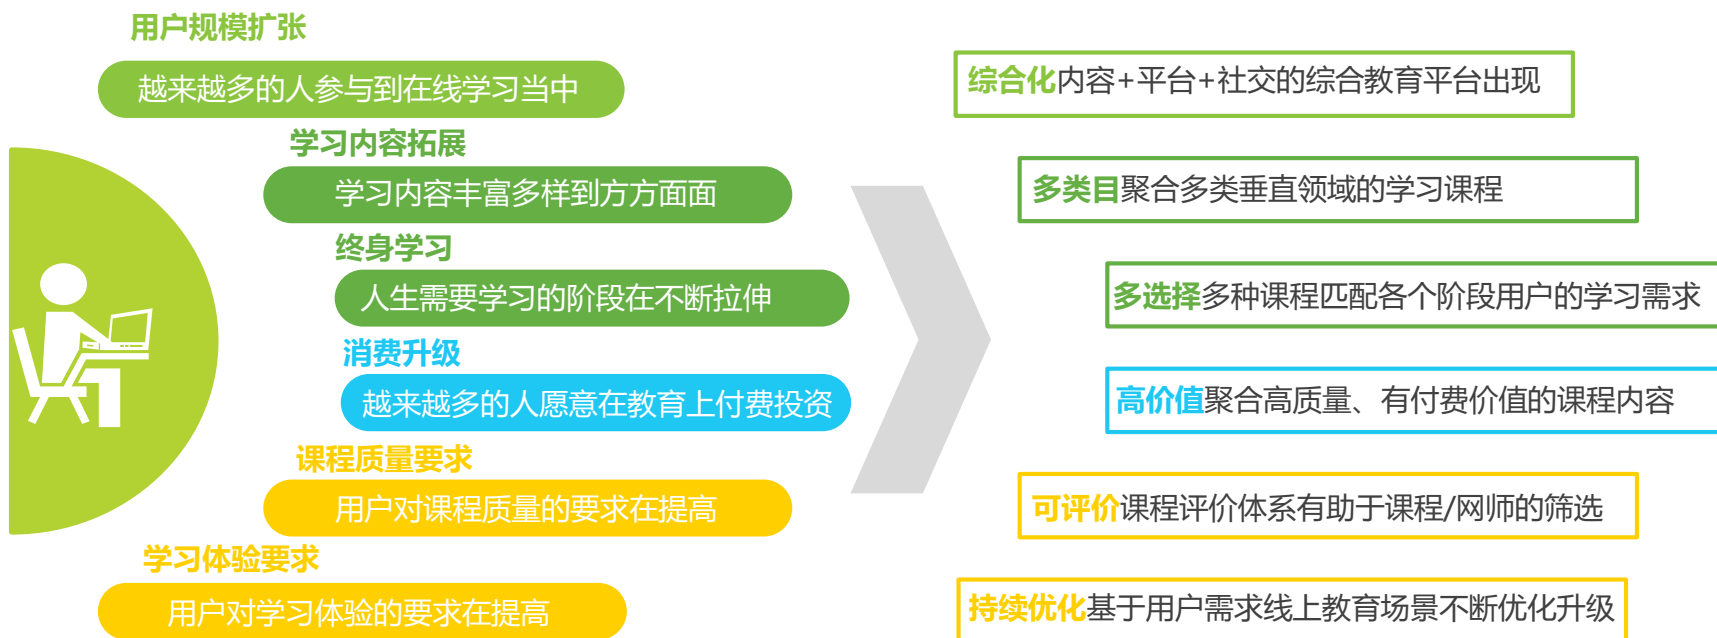 用户规模扩张
越来越多的人参与到在线学习当中
学习内容拓展
学习内容丰富多样到方方面面
终身学习
人生需要学习的阶段在不断拉伸
消费升级
越来越多的人愿意在教育上付费投资
课程质量要求
用户对课程质量的要求在提高
学习体验要求
用户对学习体验的要求在提高
综合化内容+平台+社交的综合教育平台出现
多类目聚合多类垂直领域的学习课程
多选择多种课程匹配各个阶段用户的学习需求
高价值聚合高质量、有付费价值的课程内容
可评价课程评价体系有助于课程/网师的筛选
持续优化基于用户需求线上教育场景不断优化升级